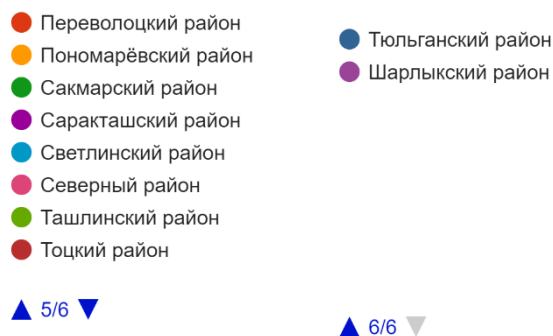 Переволоцкий район
Пономарёвский район
Сакмарский район
Саракташский район
Светлинский район
Северный район
Ташлинский район
Тоцкий район
5/6
Тюльганский район
Шарлыкский район
6/6